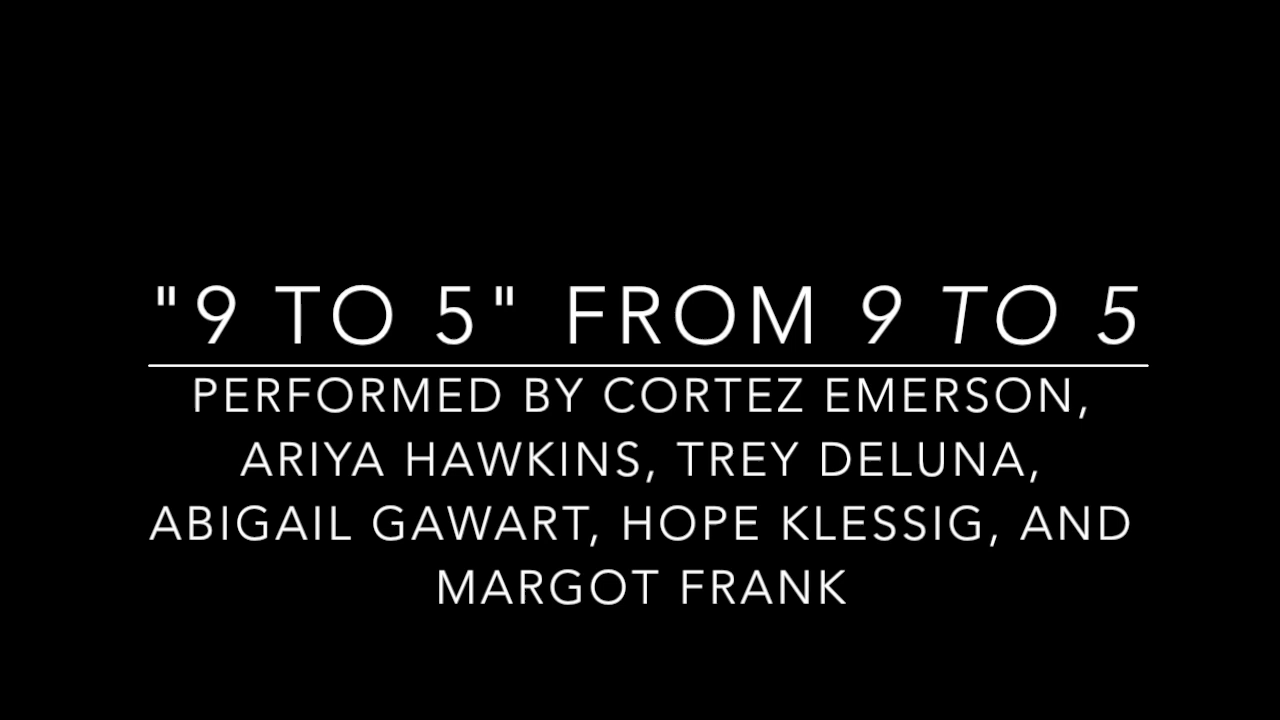 "9 TO 5" FROM 9 TO 5
PERFORMED BY CORTEZ EMERSON,
ARIYA HAWKINS, TREY DELUNA,
ABIGAIL GAWART, HOPE KLESSIG, AND
MARGOT FRANK